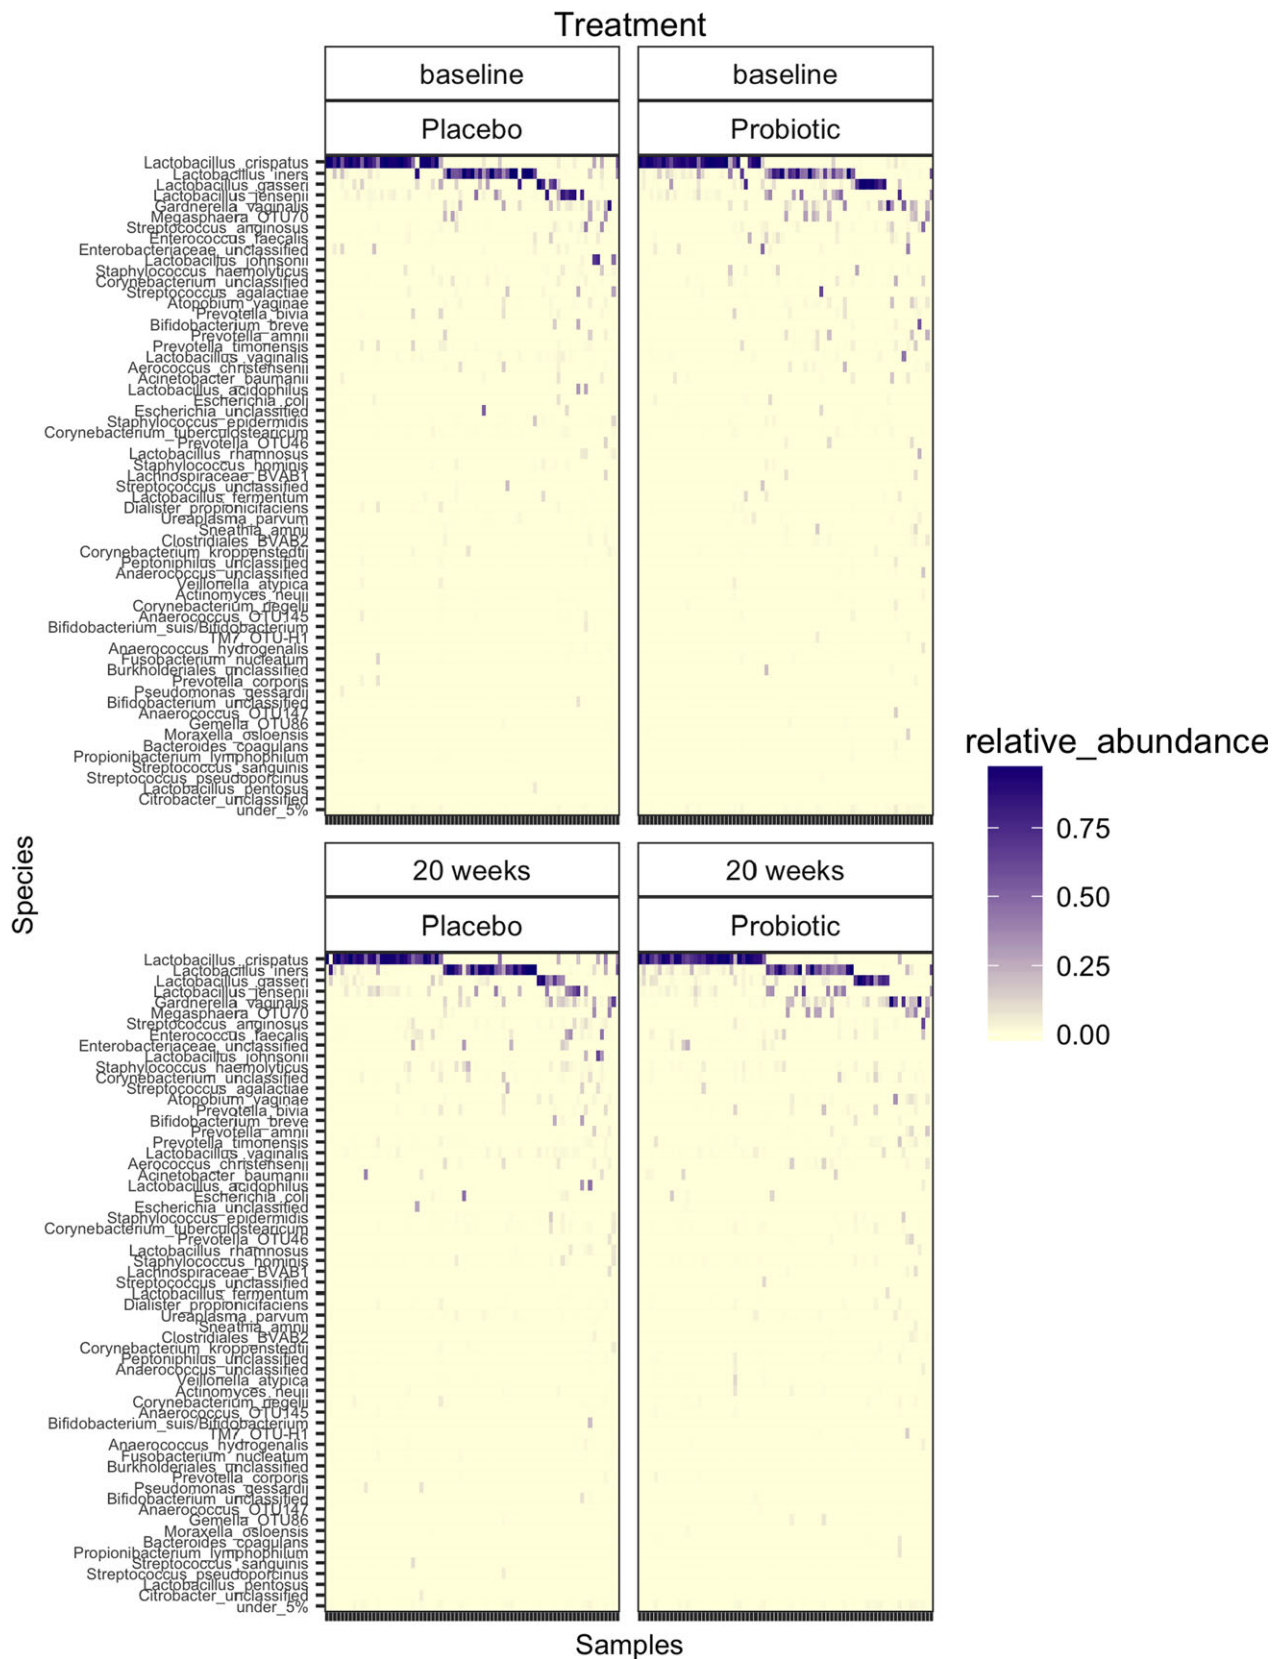 Treatment
baseline
baseline
Placebo
Probiotic
Lactobacillus_crispatus
Lactobacillus_iners
Lactobacillus_gasseri
Lactobacillus_jensenii
Gardnerella_vaginalis
Megasphaera_OTU70
Streptococcus_anginosus
Enterococcus_faecalis
Enterobacteriaceae_unclassified
Lactobacillus_johnsonii
Staphylococcus_haemolyticus
Corynebacterium_unclassified
Streptococcus_agalactiae
Atopobium_vaginae
Prevotella_bivia
Bifidobacterium_breve
Prevotella_amnii
Prevotella_timonensis
Lactobacillus_vaginalis
Aerococcus_christensenii
Acinetobacter_baumanii
Lactobacillus_acidophilus
Escherichia_coli
Escherichia_unclassified
Staphylococcus_epidermidis
Corynebacterium_tuberculostearicum
Prevotella_OTU46
Lactobacillus_rhamnosus
Staphylococcus_hominis
Lachnospiraceae_BVAB1
Streptococcus_unclassified
Lactobacillus_fermentum
Dialister_propionicifaciens
Ureaplasma_parvum
Sneathia_amnii
Clostridiales_BVAB2
Corynebacterium_kroppenstedtii
Peptoniphilus_unclassified
Anaerococcus_unclassified
Veillonella_atypica
Actinomyces_neuii
Corynebacterium_riegelii
Anaerococcus_OTU145
Bifidobacterium_suis/Bifidobacterium
TM7_OTU-H1
Anaerococcus_hydrogenalis
Fusobacterium_nucleatum
Burkholderiales_unclassified
Prevotella_corporis
Pseudomonas_gessardii
Bifidobacterium_unclassified
Anaerococcus_OTU147
Gemella_OTU86
Moraxella_osloensis
Bacteroides_coagulans
Propionibacterium_lymphophilum
Streptococcus_sanguinis
Streptococcus_pseudoporcinus
Lactobacillus_pentosus
Citrobacter_unclassified
under_5%
relative_abundance
0.75
0.50
0.25
0.00
Species
20 weeks
20 weeks
Placebo
Probiotic
Lactobacillus_crispatus
Lactobacillus_iners
Lactobacillus_gasseri
Lactobacillus_jensenii
Gardnerella_vaginalis
Megasphaera_OTU70
Streptococcus_anginosus
Enterococcus_faecalis
Enterobacteriaceae_unclassified
Lactobacillus_johnsonii
Staphylococcus_haemolyticus
Corynebacterium_unclassified
Streptococcus_agalactiae
Atopobium_vaginae
Prevotella_bivia
Bifidobacterium_breve
Prevotella_amnii
Prevotella_timonensis
Lactobacillus_vaginalis
Aerococcus_christensenii
Acinetobacter_baumanii
Lactobacillus_acidophilus
Escherichia_coli
Escherichia_unclassified
Staphylococcus_epidermidis
Corynebacterium_tuberculostearicum
Prevotella_OTU46
Lactobacillus_rhamnosus
Staphylococcus_hominis
Lachnospiraceae_BVAB1
Streptococcus_unclassified
Lactobacillus_fermentum
Dialister_propionicifaciens
Ureaplasma_parvum
Sneathia_amnii
Clostridiales_BVAB2
Corynebacterium_kroppenstedtii
Peptoniphilus_unclassified
Anaerococcus_unclassified
Veillonella_atypica
Actinomyces_neuii
Corynebacterium_riegelii
Anaerococcus_OTU145
Bifidobacterium_suis/Bifidobacterium
TM7_OTU-H1
Anaerococcus_hydrogenalis
Fusobacterium_nucleatum
Burkholderiales_unclassified
Prevotella_corporis
Pseudomonas_gessardii
Bifidobacterium_unclassified
Anaerococcus_OTU147
Gemella_OTU86
Moraxella_osloensis
Bacteroides_coagulans
Propionibacterium_lymphophilum
Streptococcus_sanguinis
Streptococcus_pseudoporcinus
Lactobacillus_pentosus
Citrobacter_unclassified
under_5%
Samples